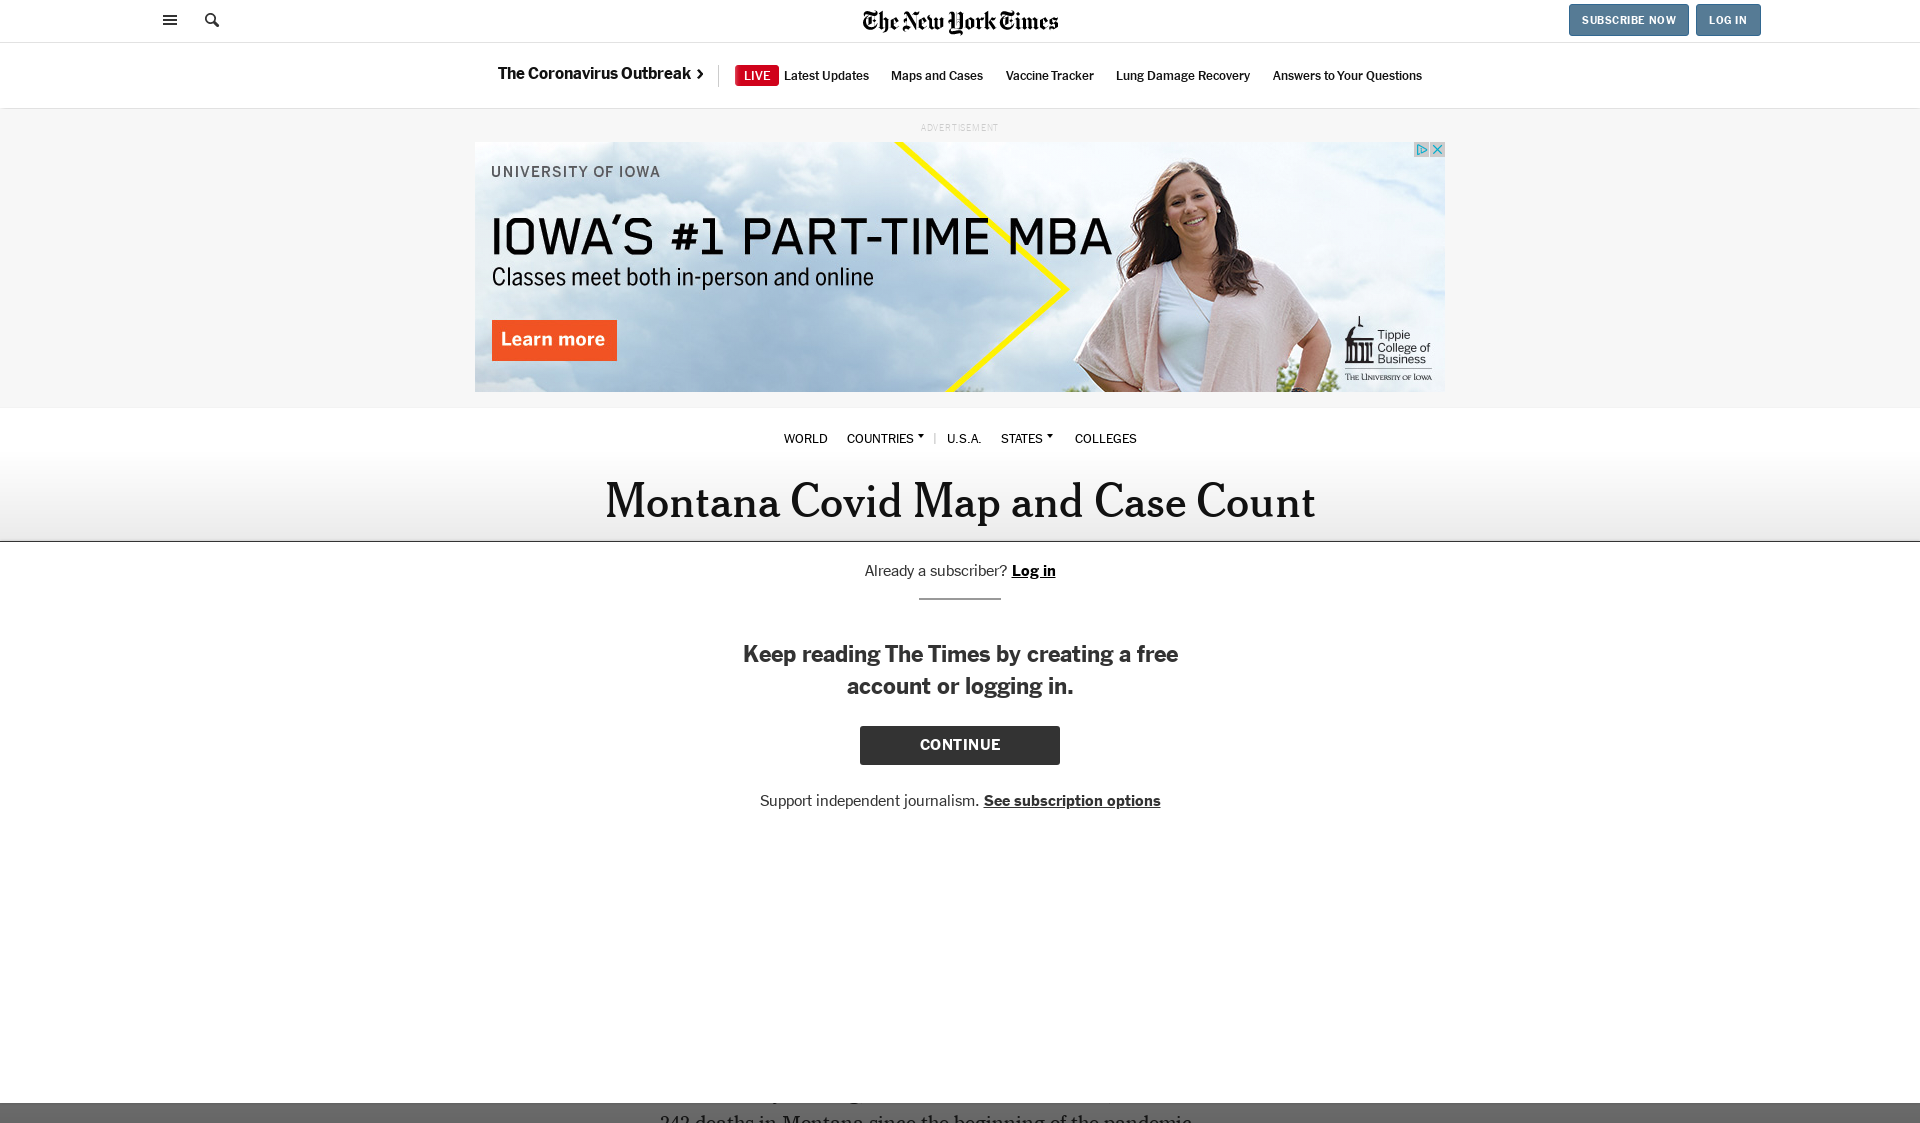 The New York Times
SUBSCRIBE NOW
LOG IN
The Coronavirus Outbreak ›
LIVE Latest Updates
Maps and Cases
Vaccine Tracker
Lung Damage Recovery
Answers to Your Questions
ADVERTISEMENT
UNIVERSITY OF IOWA
IOWA'S #1 PART-TIME MBA
Classes meet both in-person and online
Learn more
Tippie
College of
Business
The University of Iowa
WORLD
COUNTRIES
U.S.A.
STATES
COLLEGES
Montana Covid Map and Case Count
Already a subscriber? Log in
Keep reading The Times by creating a free
account or logging in.
CONTINUE
Support independent journalism. See subscription options
242 deaths in Montana since the beginning of the pandemic